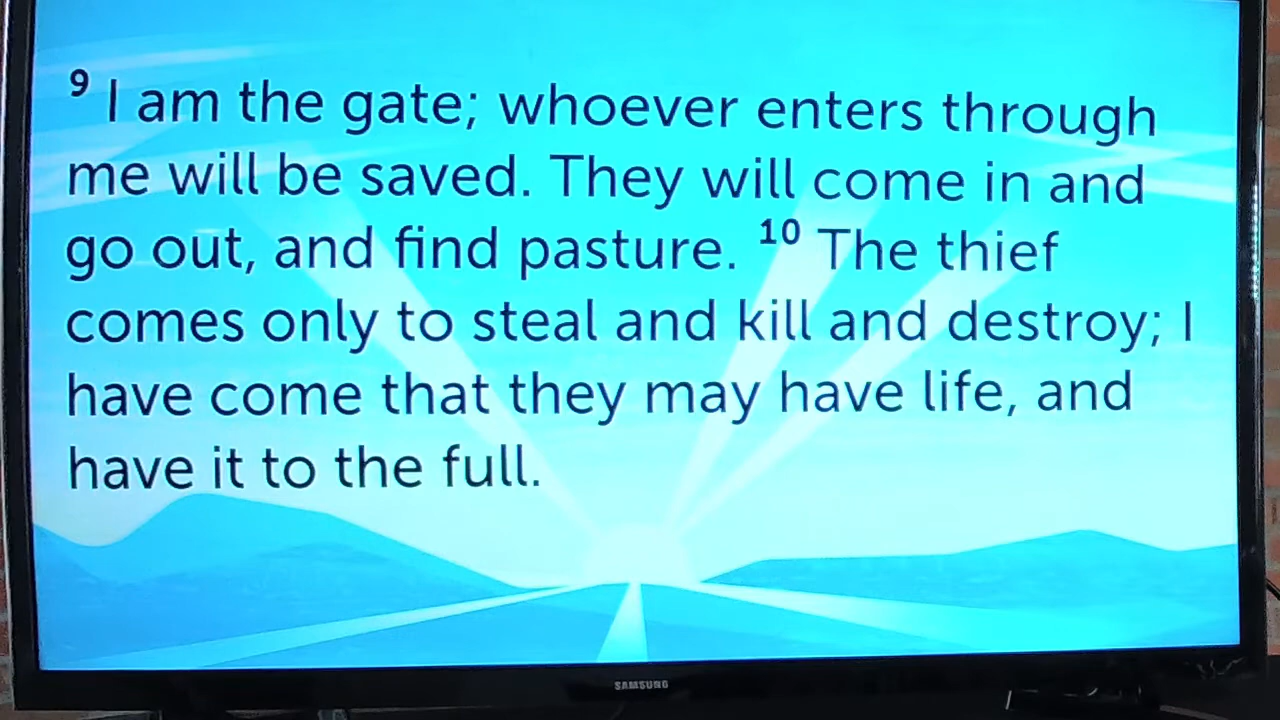 9 I am the gate; whoever enters through
me will be saved. They will come in and
go out, and find pasture. 10 The thief
comes only to steal and kill and destroy; I
have come that they may have life, and
have it to the full.
SAMSUNG